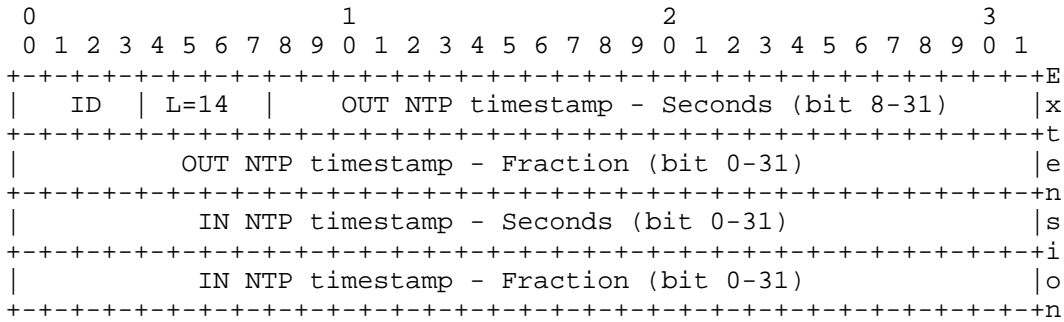 0                   1                   2                   3
 0 1 2 3 4 5 6 7 8 9 0 1 2 3 4 5 6 7 8 9 0 1 2 3 4 5 6 7 8 9 0 1
+-+-+-+-+-+-+-+-+-+-+-+-+-+-+-+-+-+-+-+-+-+-+-+-+-+-+-+-+-+-+-+-+E
|   ID  | L=14  |    OUT NTP timestamp - Seconds (bit 8-31)     |x
+-+-+-+-+-+-+-+-+-+-+-+-+-+-+-+-+-+-+-+-+-+-+-+-+-+-+-+-+-+-+-+-+t
|          OUT NTP timestamp - Fraction (bit 0-31)              |e
+-+-+-+-+-+-+-+-+-+-+-+-+-+-+-+-+-+-+-+-+-+-+-+-+-+-+-+-+-+-+-+-+n
|           IN NTP timestamp - Seconds (bit 0-31)               |s
+-+-+-+-+-+-+-+-+-+-+-+-+-+-+-+-+-+-+-+-+-+-+-+-+-+-+-+-+-+-+-+-+i
|           IN NTP timestamp - Fraction (bit 0-31)              |o
+-+-+-+-+-+-+-+-+-+-+-+-+-+-+-+-+-+-+-+-+-+-+-+-+-+-+-+-+-+-+-+-+n